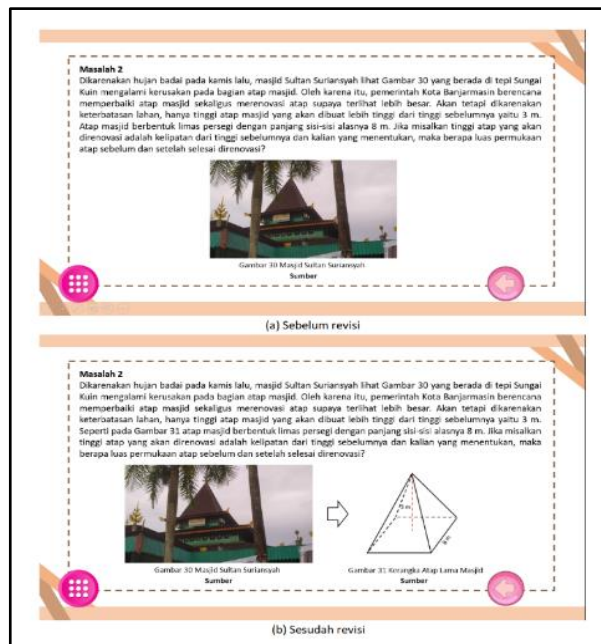 Masalah 2
Dikarenakan hujan badai pada kamis lalu, masjid Sultan Suriansyah lihat Gambar 30 yang berada di tepi Sungai
Kuin mengalami kerusakan pada bagian atap masjid. Oleh karena itu, pemerintah Kota Banjarmasin berencana
memperbaiki atap masjid sekaligus merenovasi atap supaya terlihat lebih besar. Akan tetapi dikarenakan
keterbatasan lahan, hanya tinggi atap masjid yang akan dibuat lebih tinggi dari tinggi sebelumnya yaitu 3 m.
Atap masjid berbentuk limas persegi dengan panjang sisi-sisi alasnya 8 m. Jika misalkan tinggi atap yang akan
direnovasi adalah kelipatan dari tinggi sebelumnya dan kalian yang menentukan, maka berapa luas permukaan
atap sebelum dan setelah selesai direnovasi?
Gambar 30 Masjid Sultan Suriansyah
Sumber
(a) Sebelum revisi
Masalah 2
Dikarenakan hujan badai pada kamis lalu, masjid Sultan Suriansyah lihat Gambar 30 yang berada di tepi Sungai
Kuin mengalami kerusakan pada bagian atap masjid. Oleh karena itu, pemerintah Kota Banjarmasin berencana
memperbaiki atap masjid sekaligus merenovasi atap supaya terlihat lebih besar. Akan tetapi dikarenakan
keterbatasan lahan, hanya tinggi atap masjid yang akan dibuat lebih tinggi dari tinggi sebelumnya yaitu 3 m.
Seperti pada Gambar 31 atap masjid berbentuk limas persegi dengan panjang sisi-sisi alasnya 8 m. Jika misalkan
tinggi atap yang akan direnovasi adalah kelipatan dari tinggi sebelumnya dan kalian yang menentukan, maka
berapa luas permukaan atap sebelum dan setelah selesai direnovasi?
3 m
8 m
Gambar 30 Masjid Sultan Suriansyah
Sumber
Gambar 31 Kerangka Atap Lama Masjid
Sumber
(b) Sesudah revisi